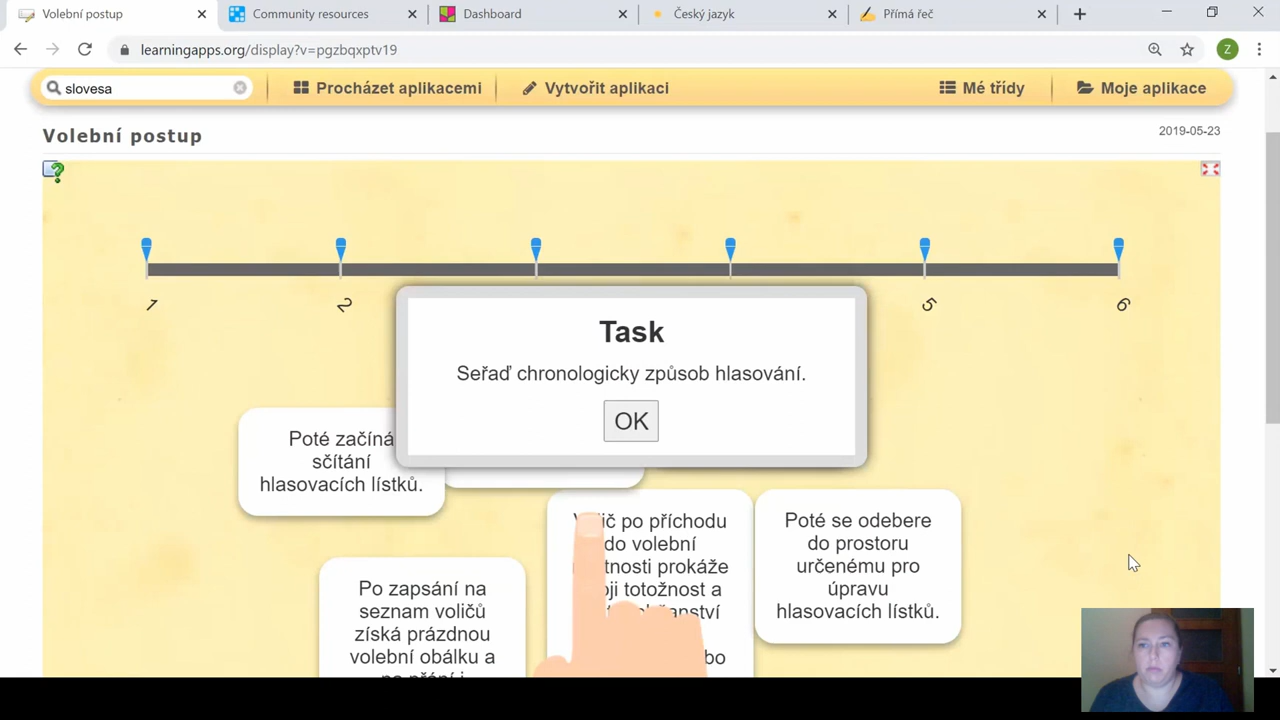 Volební postup
Community resources
Dashboard
Český jazyk
Přímá řeč
learningapps.org/display?v=pgzbqxptv19
Z
slovesa
Procházet aplikacemi
Vytvořit aplikaci
Mé třídy
Moje aplikace
Volební postup
2019-05-23
1
2
5
6
Task
Seřaď chronologicky způsob hlasování.
OK
Poté začíná
sčítání
hlasovacích lístků.
po příchodu
do volební
prokáže
totožnost a
Poté se odebere
do prostoru
určenému pro
úpravu
hlasovacích lístků.
Po zapsání na
seznam voličů
získá prázdnou
volební obálku a